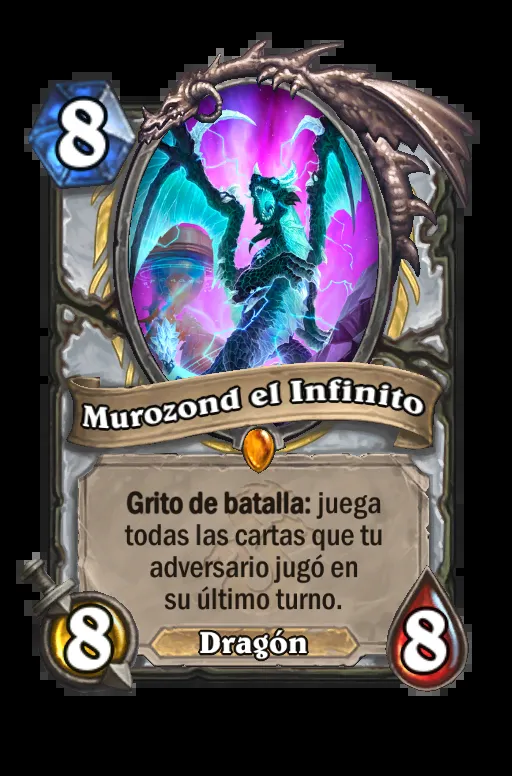 8
Murozond el Infinito
Grito de batalla: juega
todas las cartas que tu
adversario jugó en
su último turno.
8
Dragón
8